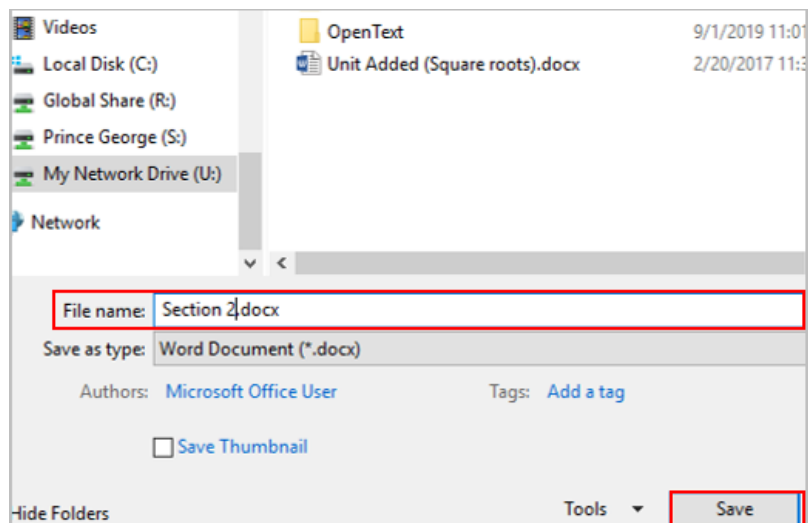 Videos
OpenText 9/1/2019 11:01
Local Disk (C:)
Unit Added (Square roots).docx 2/20/2017 11:3
Global Share (R:)
Prince George (S:)
My Network Drive (U:)
Network
File name: Section 2.docx
Save as type: Word Document (*.docx)
Authors: Microsoft Office User Tags: Add a tag
Save Thumbnail
Hide Folders Tools Save